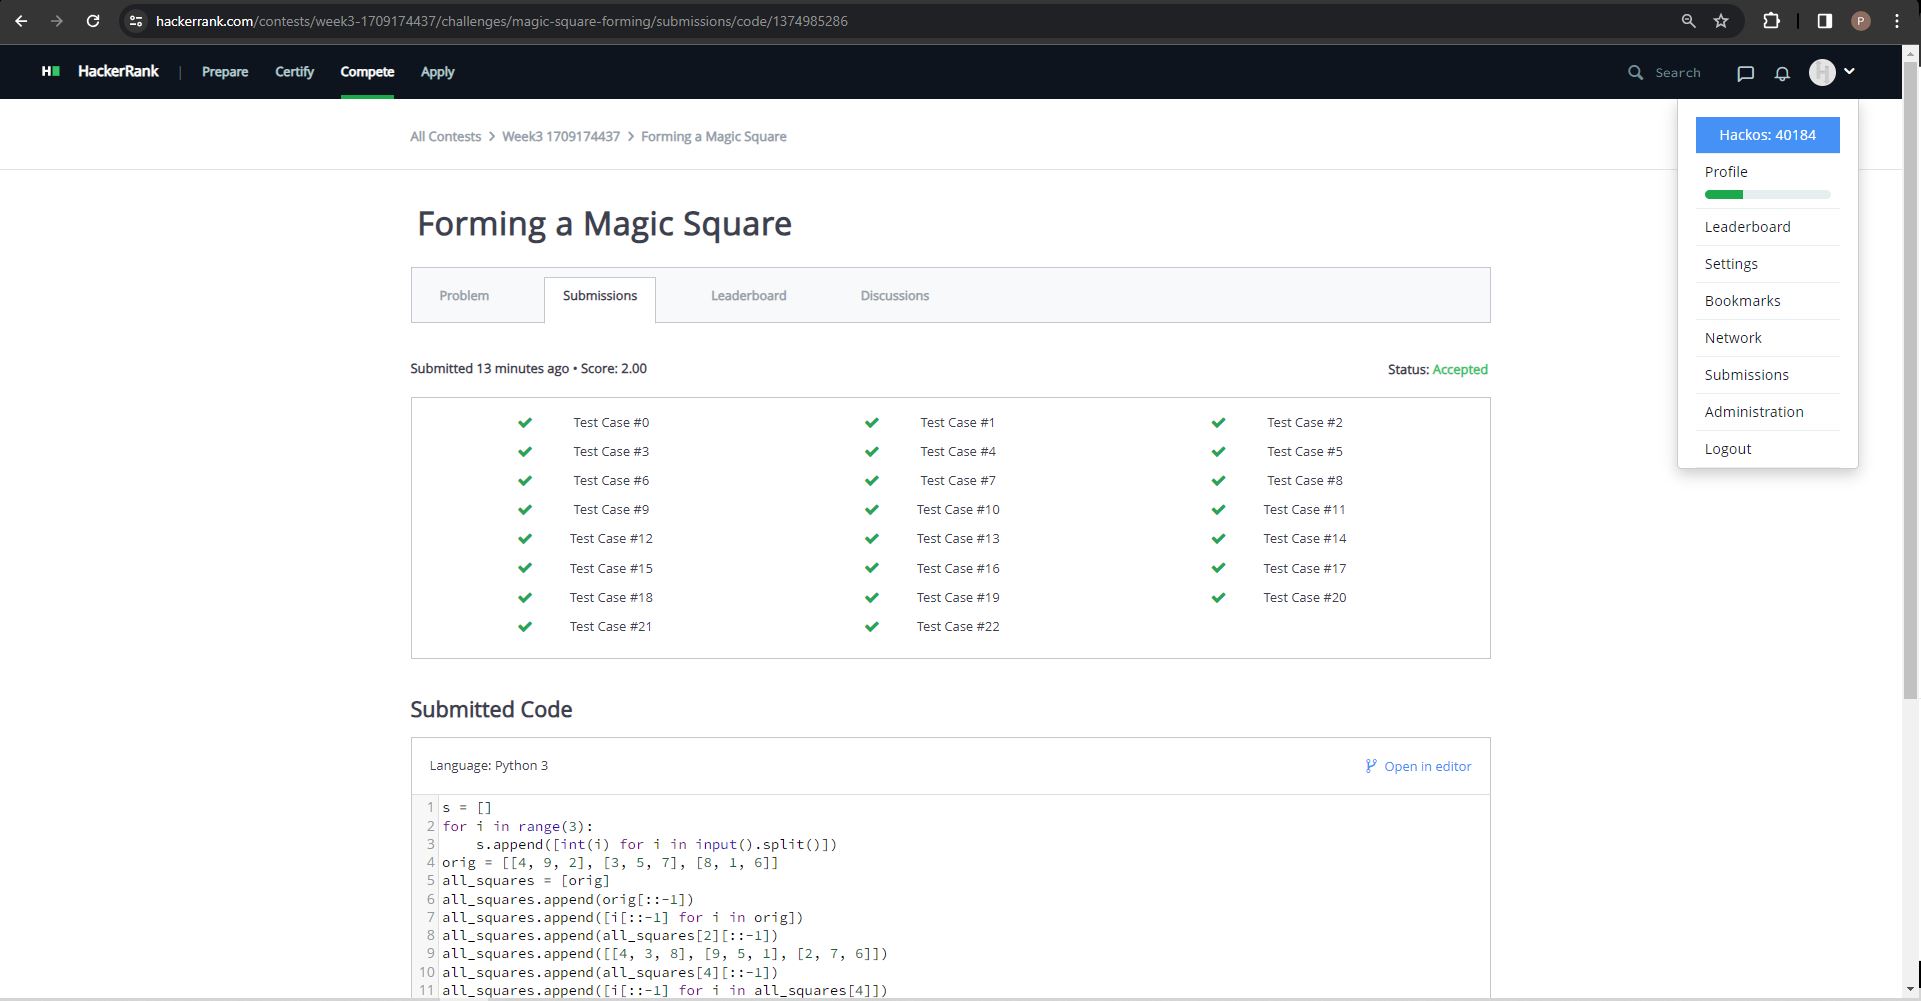 hackerrank.com/contests/week3-1709174437/challenges/magic-square-forming/submissions/code/1374985286
P
H
HackerRank | Prepare Certify Compete Apply
Search
H
All Contests > Week3 1709174437 > Forming a Magic Square
Hackos: 40184
Profile
Leaderboard
Settings
Bookmarks
Network
Submissions
Administration
Logout
Forming a Magic Square
Problem Submissions Leaderboard Discussions
Submitted 13 minutes ago • Score: 2.00 Status: Accepted
Test Case #0 Test Case #1 Test Case #2
Test Case #3 Test Case #4 Test Case #5
Test Case #6 Test Case #7 Test Case #8
Test Case #9 Test Case #10 Test Case #11
Test Case #12 Test Case #13 Test Case #14
Test Case #15 Test Case #16 Test Case #17
Test Case #18 Test Case #19 Test Case #20
Test Case #21 Test Case #22
Submitted Code
Language: Python 3 Open in editor
1 s = []
2 for i in range(3):
3     s.append([int(i) for i in input().split()])
4 orig = [[4, 9, 2], [3, 5, 7], [8, 1, 6]]
5 all_squares = [orig]
6 all_squares.append(orig[::-1])
7 all_squares.append([i[::-1] for i in orig])
8 all_squares.append(all_squares[2][::-1])
9 all_squares.append([[4, 3, 8], [9, 5, 1], [2, 7, 6]])
10 all_squares.append(all_squares[4][::-1])
11 all_squares.append([i[::-1] for i in all_squares[4]])